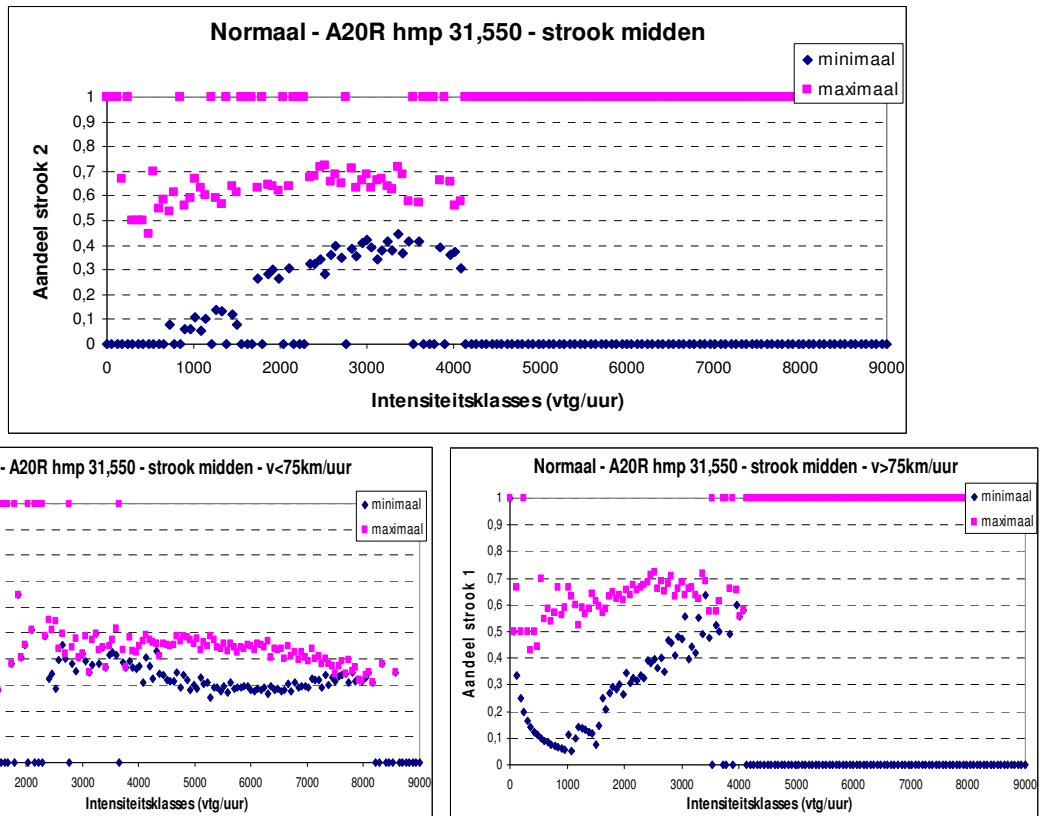 Normaal - A20R hmp 31,550 - strook midden
minimaal
maximaal
1
0,9
0,8
0,7
0,6
0,5
0,4
0,3
0,2
0,1
0
Aandeel strook 2
0 1000 2000 3000 4000 5000 6000 7000 8000 9000
Intensiteitsklasses (vtg/uur)
- A20R hmp 31,550 - strook midden - v<75km/uur
minimaal
maximaal
2000 3000 4000 5000 6000 7000 8000 9000
Intensiteitsklasses (vtg/uur)
Normaal - A20R hmp 31,550 - strook midden - v>75km/uur
minimaal
maximaal
1
0,9
0,8
0,7
0,6
0,5
0,4
0,3
0,2
0,1
0
Aandeel strook 1
0 1000 2000 3000 4000 5000 6000 7000 8000 9000
Intensiteitsklasses (vtg/uur)